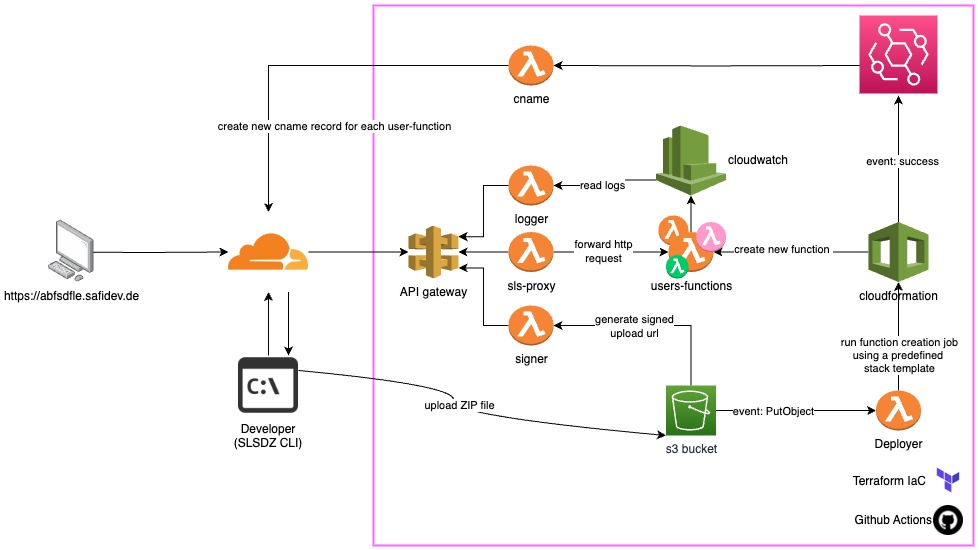 cname
create new cname record for each user-function
event: success
cloudwatch
read logs
logger
forward http
request
create new function
https://abfsdfle.safidev.de
API gateway
sls-proxy
users-functions
cloudformation
generate signed
upload url
signer
run function creation job
using a predefined
stack template
C:\
upload ZIP file
event: PutObject
Developer
(SLSDZ CLI)
s3 bucket
Deployer
Terraform IaC
Github Actions